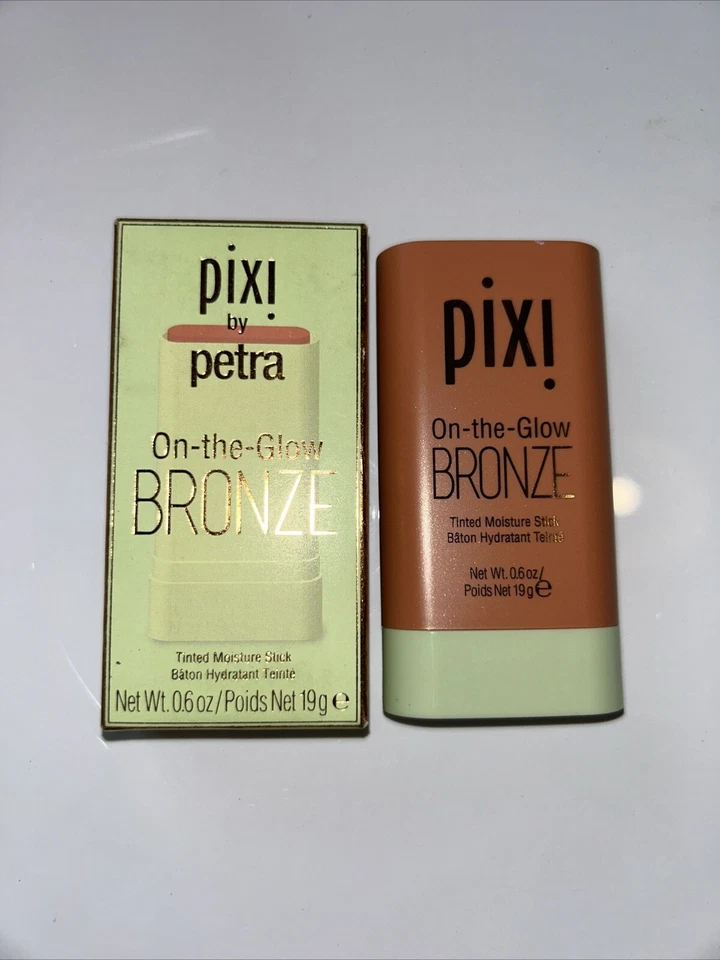 pixi
by
petra
On-the-Glow
BRONZE
Tinted Moisture Stick
Bâton Hydratant Teinté
Net Wt. 0.6 oz/Poids Net 19g e
pixi
On-the-Glow
BRONZE
Tinted Moisture Stick
Bâton Hydratant Teinté
Net Wt. 0.6 oz/
Poids Net 19g e